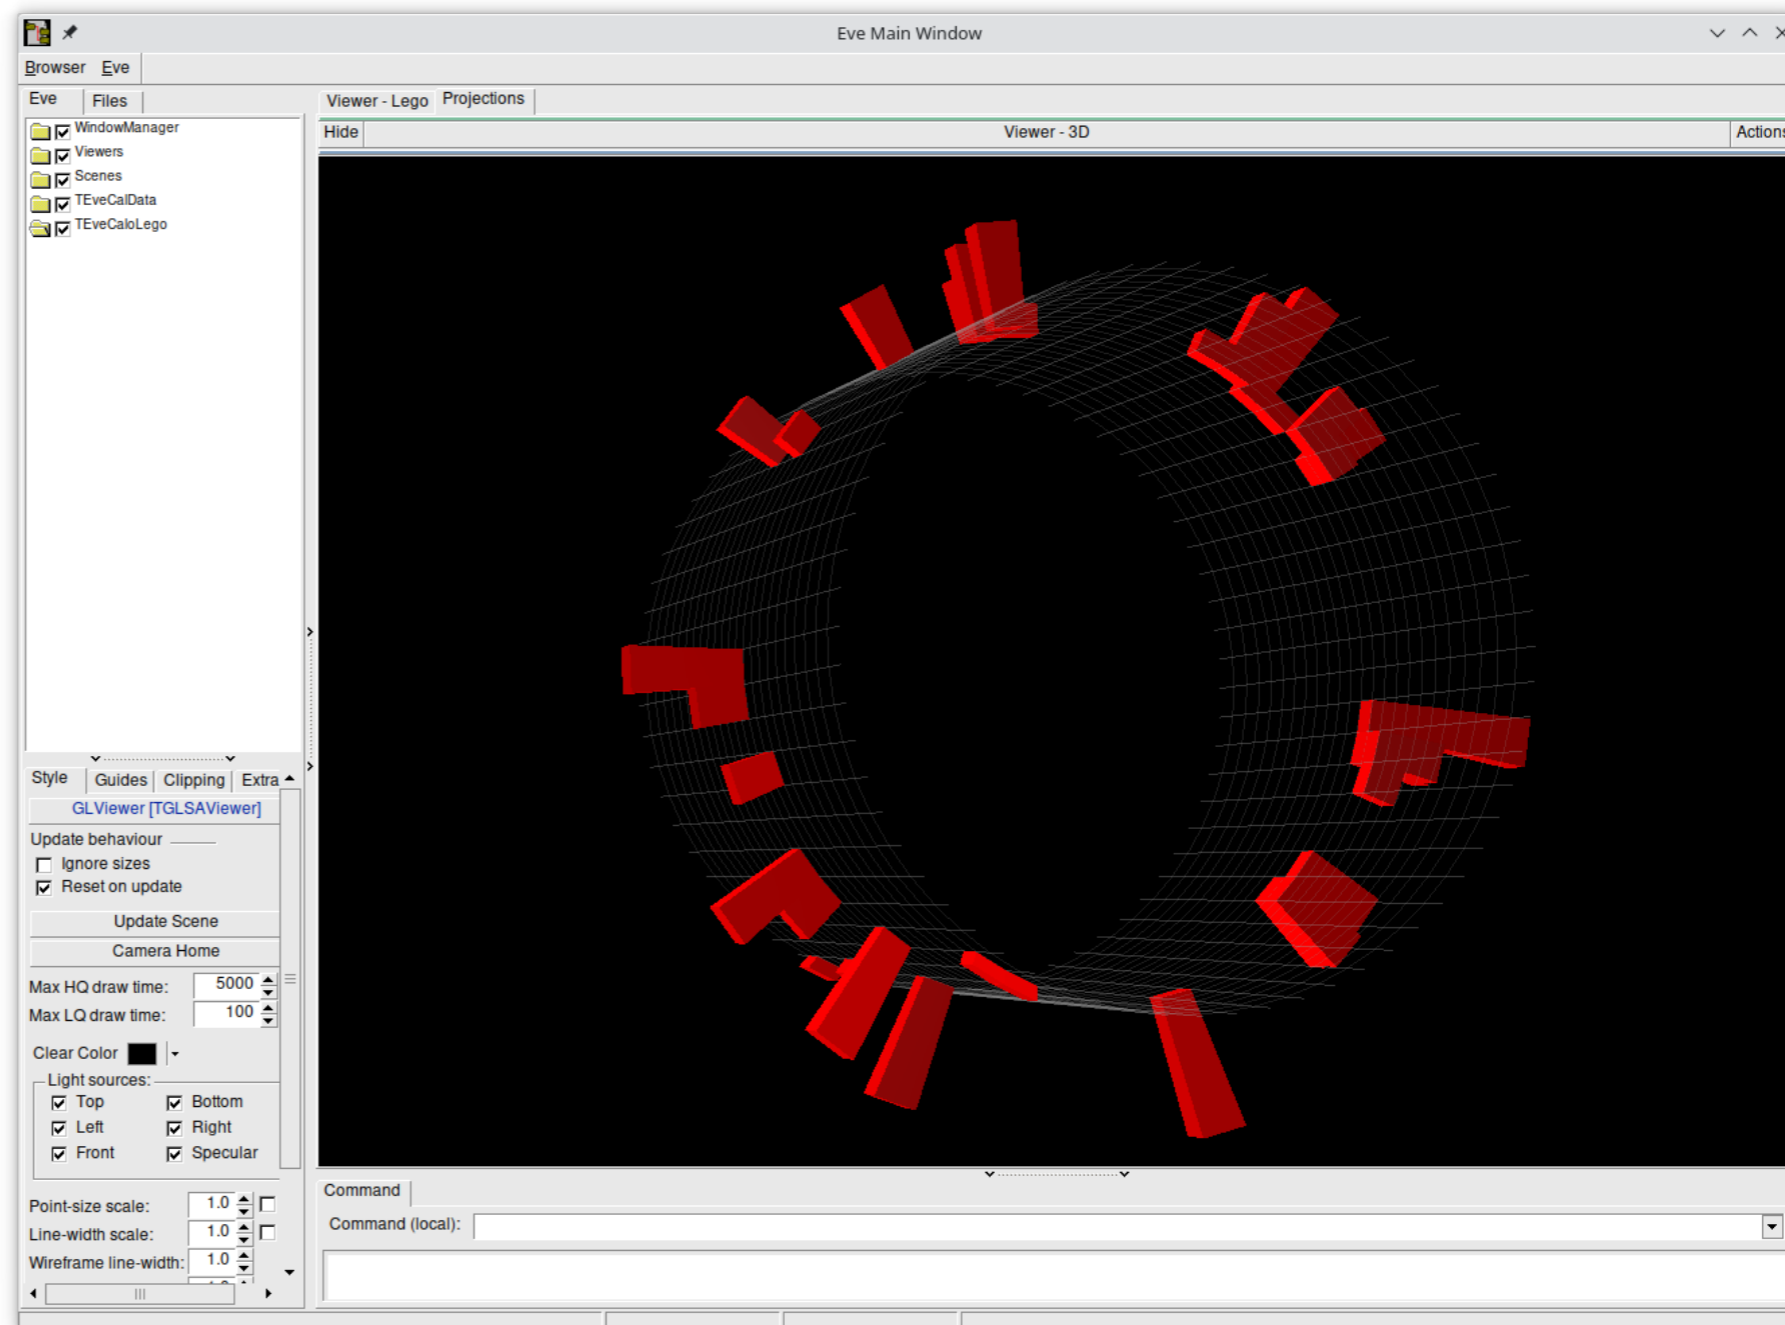 Eve Main Window
Browser Eve
Eve Files
Viewer - Lego Projections
Hide Viewer - 3D Actions
WindowManager
Viewers
Scenes
TEveCalData
TEveCaloLego
Style Guides Clipping Extra
GLViewer [TGLSAViewer]
Update behaviour
Ignore sizes
Reset on update
Update Scene
Camera Home
Max HQ draw time: 5000
Max LQ draw time: 100
Clear Color
Light sources:
Top Bottom
Left Right
Front Specular
Point-size scale: 1.0
Line-width scale: 1.0
Wireframe line-width: 1.0
Command
Command (local):